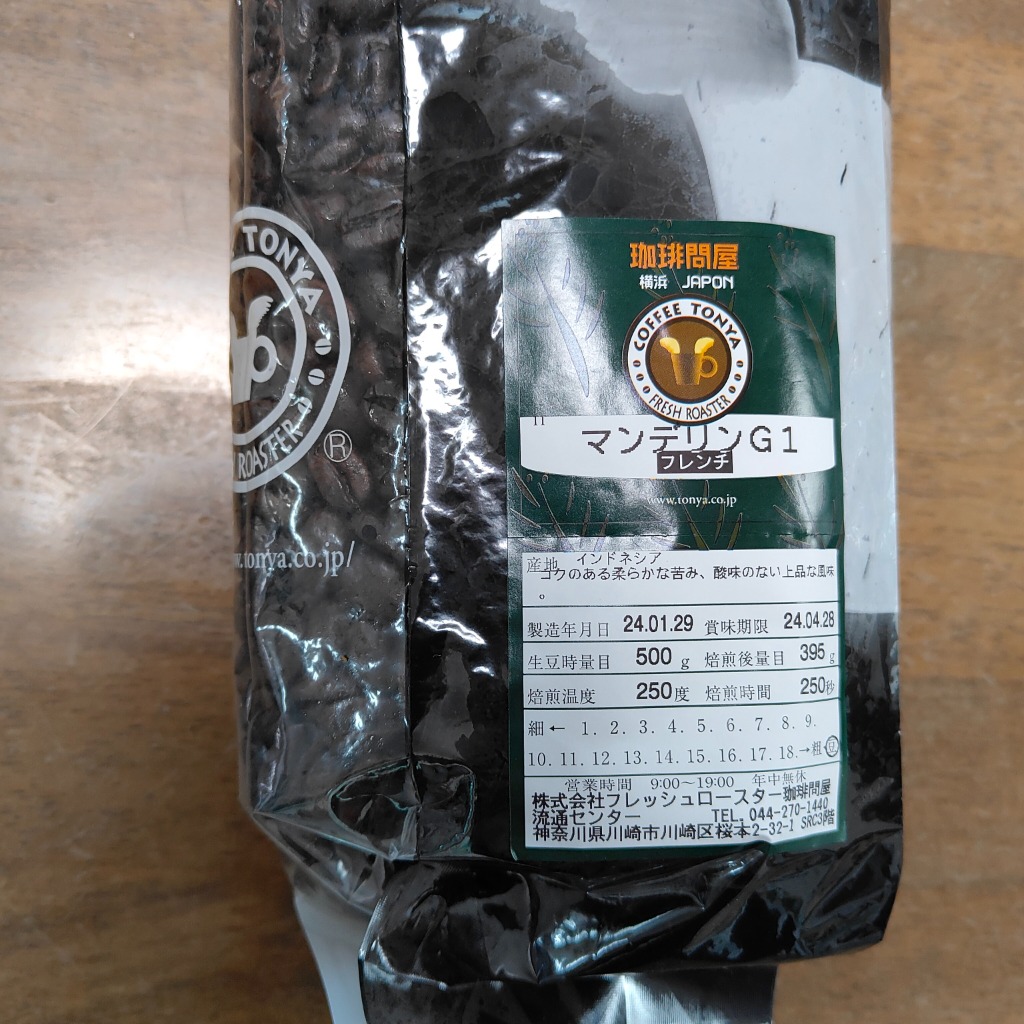 TONYA
ROASTER
®
tonya.co.jp/
珈琲問屋
横浜 JAPON
COFFEE TONYA
FRESH ROASTER
11
マンデリンG1
フレンチ
www.tonya.co.jp
産地 インドネシア
コクのある柔らかな苦み、酸味のない上品な風味
。
製造年月日 24.01.29 賞味期限 24.04.28
生豆時量目 500 g 焙煎後量目 395 g
焙煎温度 250度 焙煎時間 250秒
細← 1. 2. 3. 4. 5. 6. 7. 8. 9.
10. 11. 12. 13. 14. 15. 16. 17. 18.→粗 豆
営業時間 9:00〜19:00 年中無休
株式会社フレッシュロースター珈琲問屋
流通センター TEL. 044-270-1440
神奈川県川崎市川崎区桜本2-32-1 SRC3階